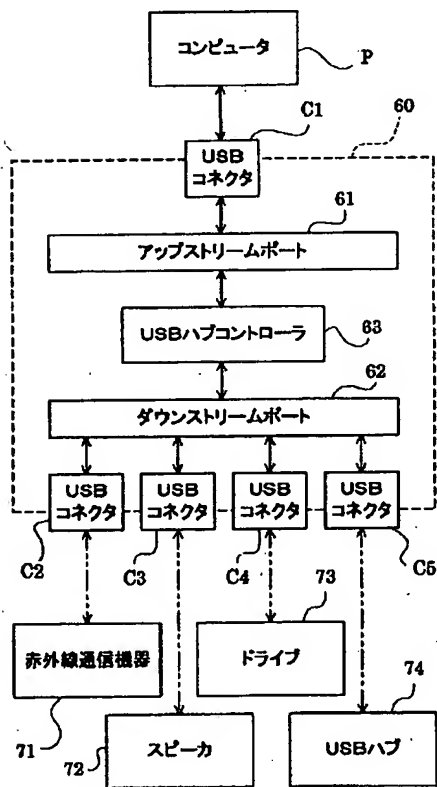 コンピュータ
P
C1
60
USB
コネクタ
61
アップストリームポート
USBハブコントローラ
63
62
ダウンストリームポート
USB
コネクタ
USB
コネクタ
USB
コネクタ
USB
コネクタ
C2
C3
C4
C5
73
赤外線通信機器
ドライブ
74
71
72
スピーカ
USBハブ